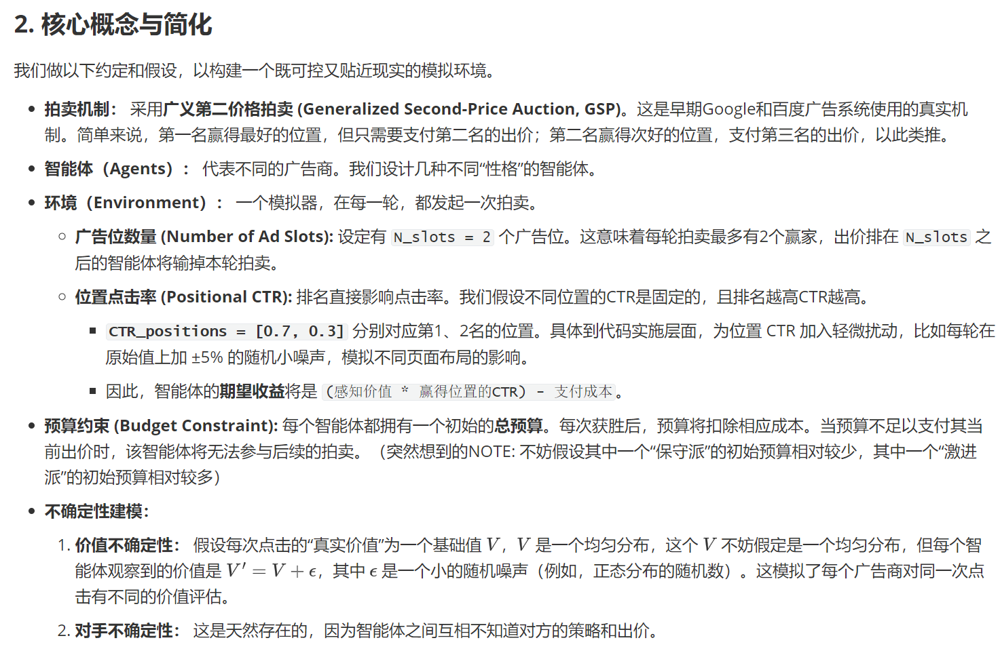 2. 核心概念与简化
我们做以下约定和假设，以构建一个既可控又贴近现实的模拟环境。
• 拍卖机制： 采用广义第二价格拍卖 (Generalized Second-Price Auction, GSP)。这是早期Google和百度广告系统使用的真实机
制。简单来说，第一名赢得最好的位置，但只需要支付第二名的出价；第二名赢得次好的位置，支付第三名的出价，以此类推。
• 智能体（Agents）： 代表不同的广告商。我们设计几种不同“性格”的智能体。
• 环境（Environment）： 一个模拟器，在每一轮，都发起一次拍卖。
○ 广告位数量 (Number of Ad Slots): 设定有 N_slots = 2 个广告位。这意味着每轮拍卖最多有2个赢家，出价排在 N_slots 之
后的智能体将输掉本轮拍卖。
○ 位置点击率 (Positional CTR): 排名直接影响点击率。我们假设不同位置的CTR是固定的，且排名越高CTR越高。
▪ CTR_positions = [0.7, 0.3] 分别对应第1、2名的位置。具体到代码实施层面，为位置 CTR 加入轻微扰动，比如每轮在
原始值上加 ±5% 的随机小噪声，模拟不同页面布局的影响。
▪ 因此，智能体的期望收益将是 (感知价值 * 赢得位置的CTR) - 支付成本。
• 预算约束 (Budget Constraint): 每个智能体都拥有一个初始的总预算。每次获胜后，预算将扣除相应成本。当预算不足以支付其当
前出价时，该智能体将无法参与后续的拍卖。（突然想到的NOTE: 不妨假设其中一个“保守派”的初始预算相对较少，其中一个“激进
派”的初始预算相对较多）
• 不确定性建模：
1. 价值不确定性： 假设每次点击的“真实价值”为一个基础值 V，V 是一个均匀分布，这个 V 不妨假定是一个均匀分布，但每个智
能体观察到的价值是 V′ = V + ϵ，其中 ϵ 是一个小的随机噪声（例如，正态分布的随机数）。这模拟了每个广告商对同一次点
击有不同的价值评估。
2. 对手不确定性： 这是天然存在的，因为智能体之间互相不知道对方的策略和出价。